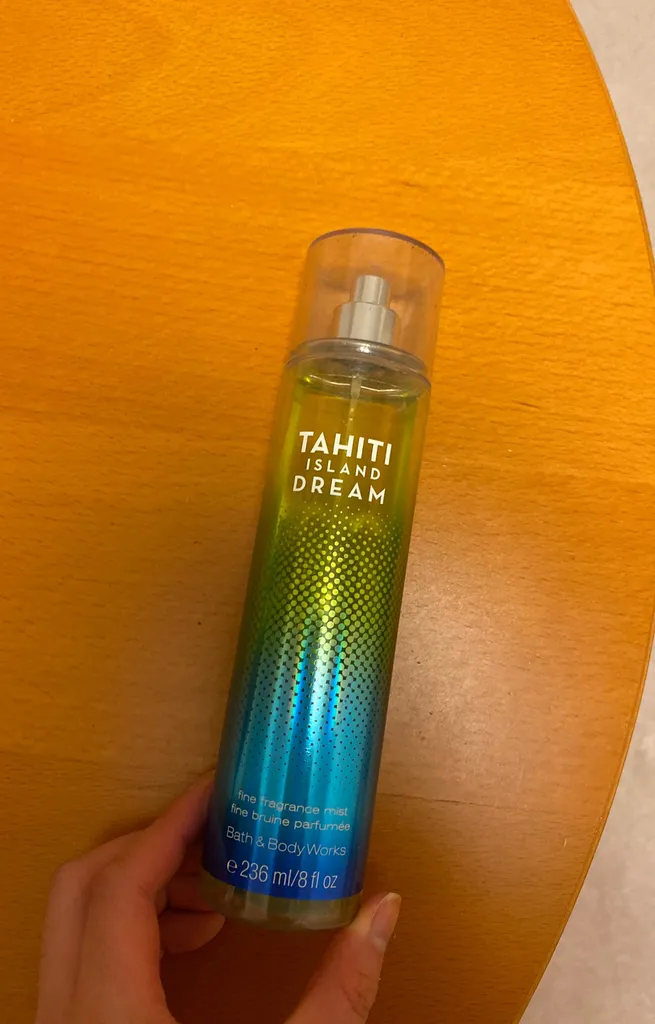 TAHITI
ISLAND
DREAM
fine fragrance mist
fine bruine parfumée
Bath & Body Works
e 236 ml/8 fl oz